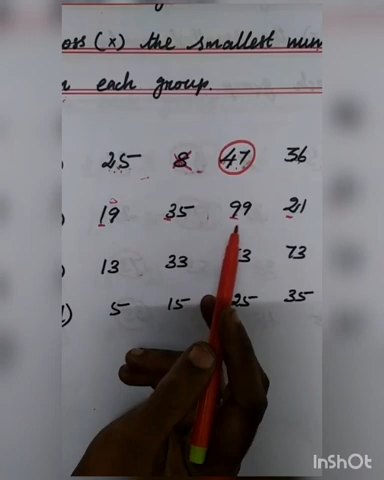 oss (x) the smallest num
each group.
) 25 8 47 36
) 19 35 99 21
) 13 33 53 73
d) 5 15 25 35
InShOt